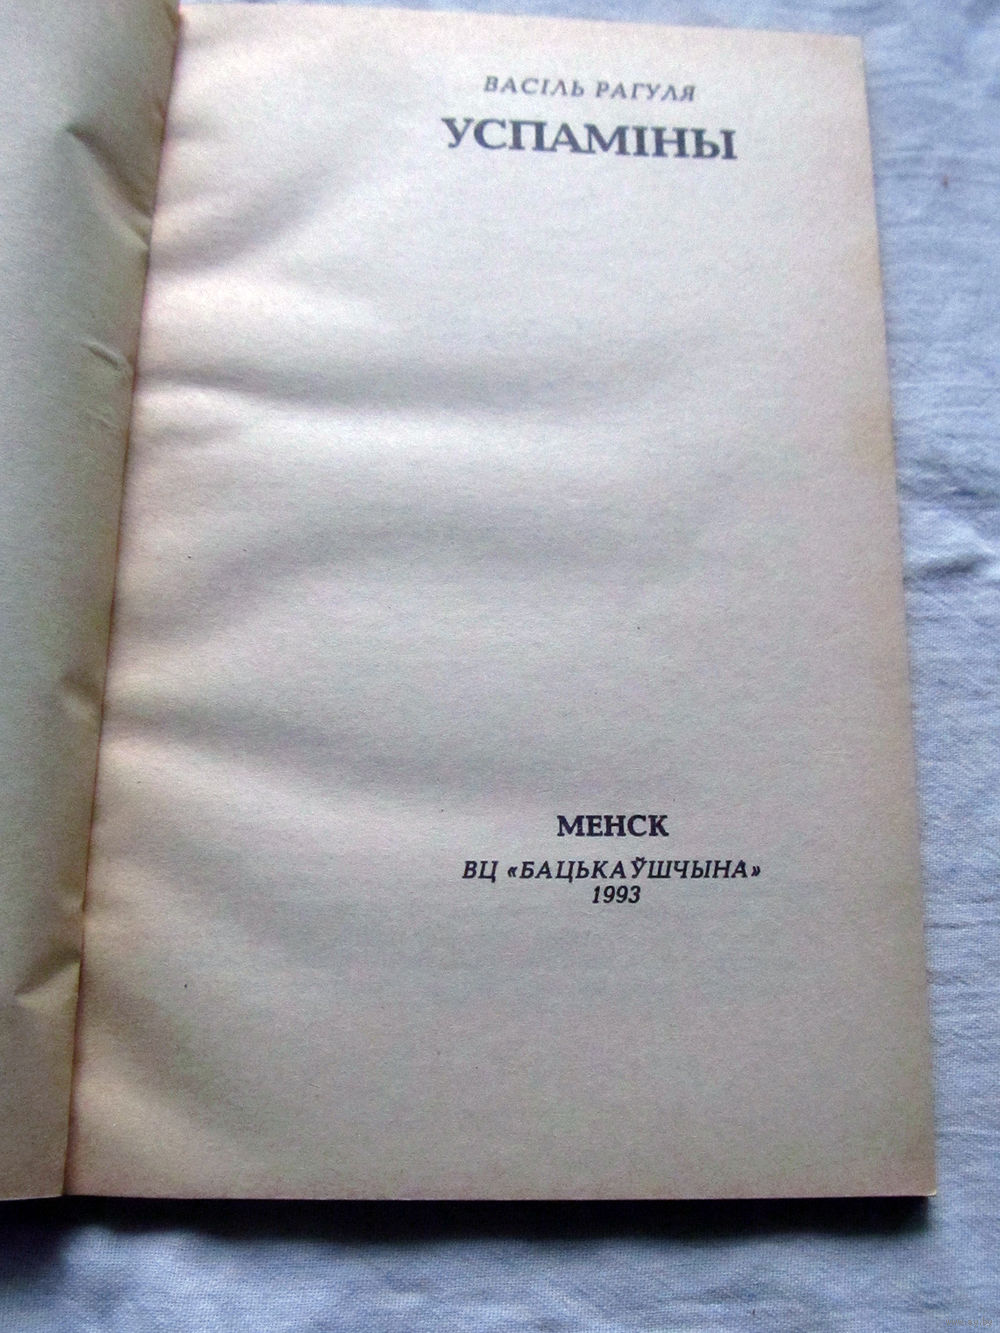 ВАСІЛЬ РАГУЛЯ
УСПАМІНЫ
МЕНСК
ВЦ «БАЦЬКАЎШЧЫНА»
1993